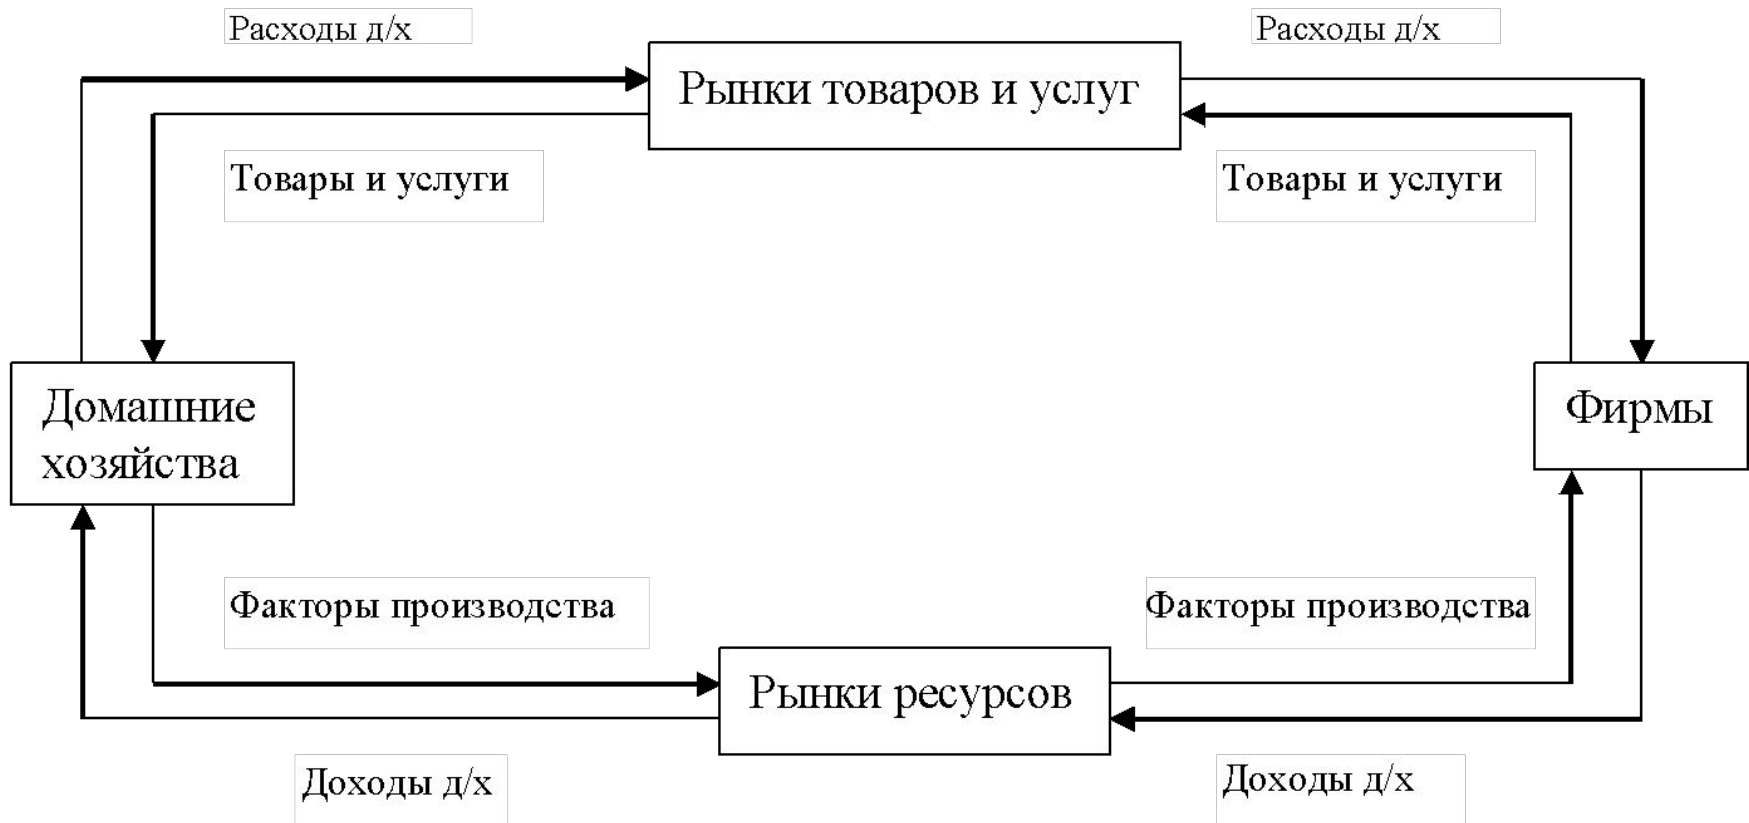 Расходы д/х
Расходы д/х
Рынки товаров и услуг
Товары и услуги
Товары и услуги
Домашние
хозяйства
Фирмы
Факторы производства
Факторы производства
Рынки ресурсов
Доходы д/х
Доходы д/х